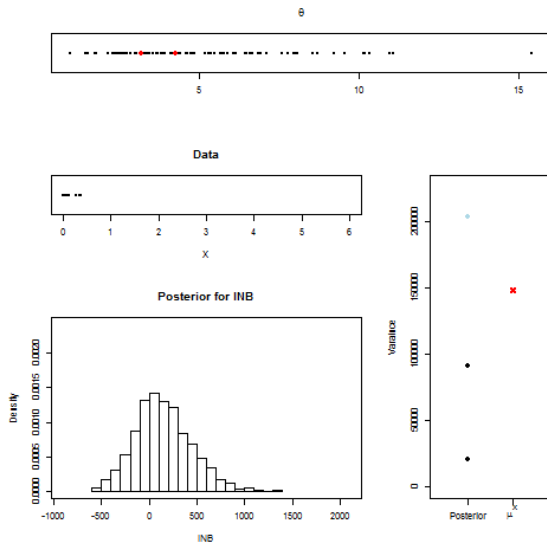 θ
5 10 15
Data
0 1 2 3 4 5 6
X
Posterior for INB
Density
0.0000 0.0005 0.0010 0.0015 0.0020
-1000 -500 0 500 1000 1500 2000
INB
Variance
0 50000 100000 150000 200000
Posterior μ^X